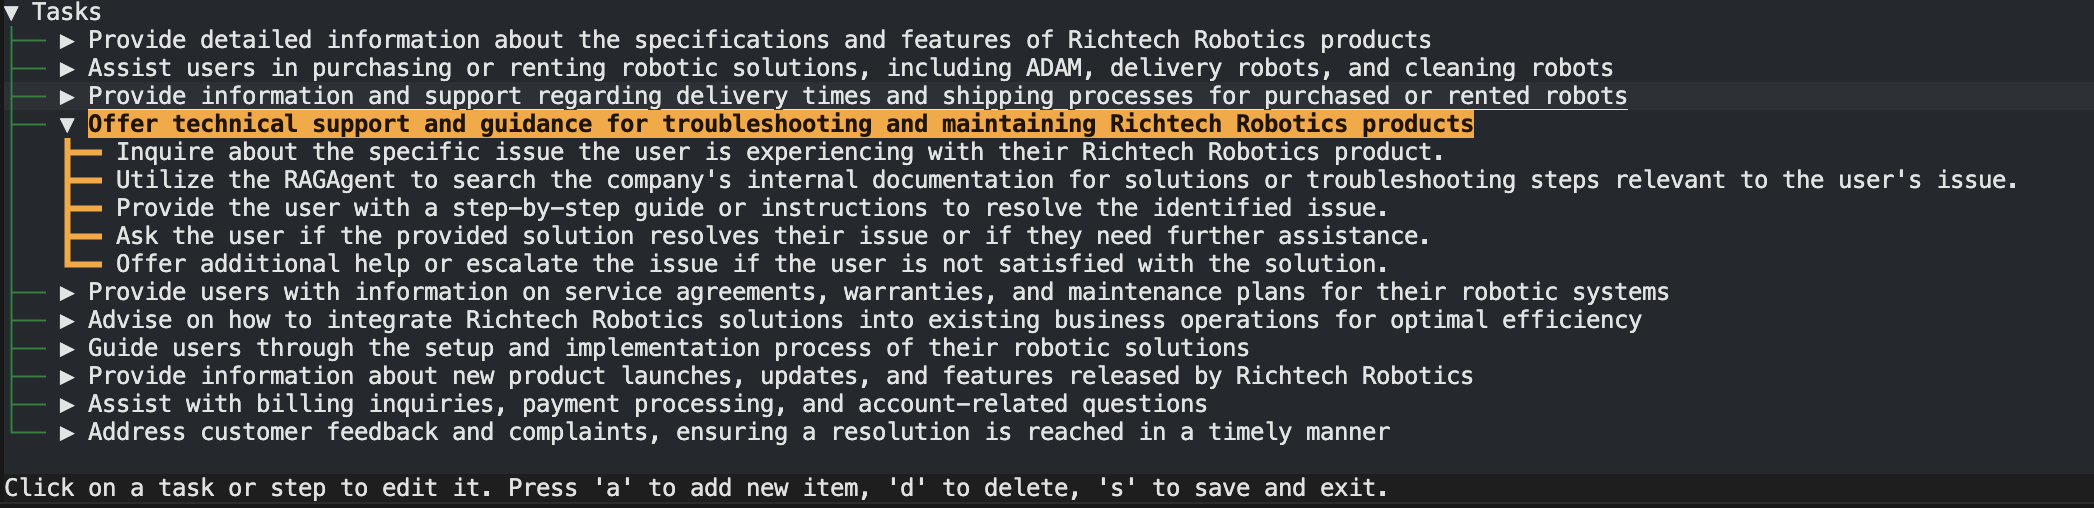 ▼ Tasks
▶ Provide detailed information about the specifications and features of Richtech Robotics products
▶ Assist users in purchasing or renting robotic solutions, including ADAM, delivery robots, and cleaning robots
▶ Provide information and support regarding delivery times and shipping processes for purchased or rented robots
▼ Offer technical support and guidance for troubleshooting and maintaining Richtech Robotics products
Inquire about the specific issue the user is experiencing with their Richtech Robotics product.
Utilize the RAGAgent to search the company's internal documentation for solutions or troubleshooting steps relevant to the user's issue.
Provide the user with a step-by-step guide or instructions to resolve the identified issue.
Ask the user if the provided solution resolves their issue or if they need further assistance.
Offer additional help or escalate the issue if the user is not satisfied with the solution.
▶ Provide users with information on service agreements, warranties, and maintenance plans for their robotic systems
▶ Advise on how to integrate Richtech Robotics solutions into existing business operations for optimal efficiency
▶ Guide users through the setup and implementation process of their robotic solutions
▶ Provide information about new product launches, updates, and features released by Richtech Robotics
▶ Assist with billing inquiries, payment processing, and account-related questions
▶ Address customer feedback and complaints, ensuring a resolution is reached in a timely manner
Click on a task or step to edit it. Press 'a' to add new item, 'd' to delete, 's' to save and exit.